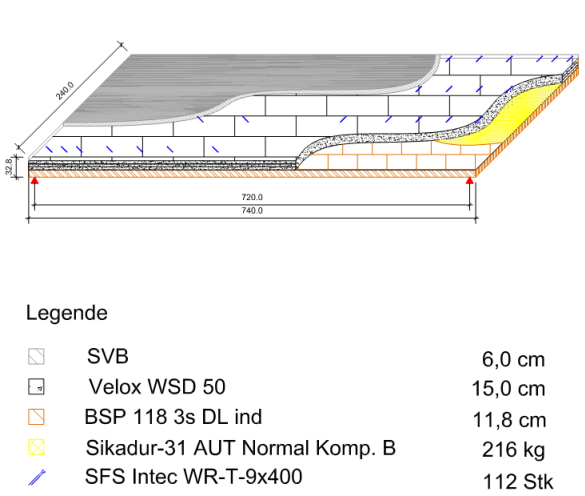 240.0
32.8
720.0
740.0
Legende
SVB 6,0 cm
Velox WSD 50 15,0 cm
BSP 118 3s DL ind 11,8 cm
Sikadur-31 AUT Normal Komp. B 216 kg
SFS Intec WR-T-9x400 112 Stk